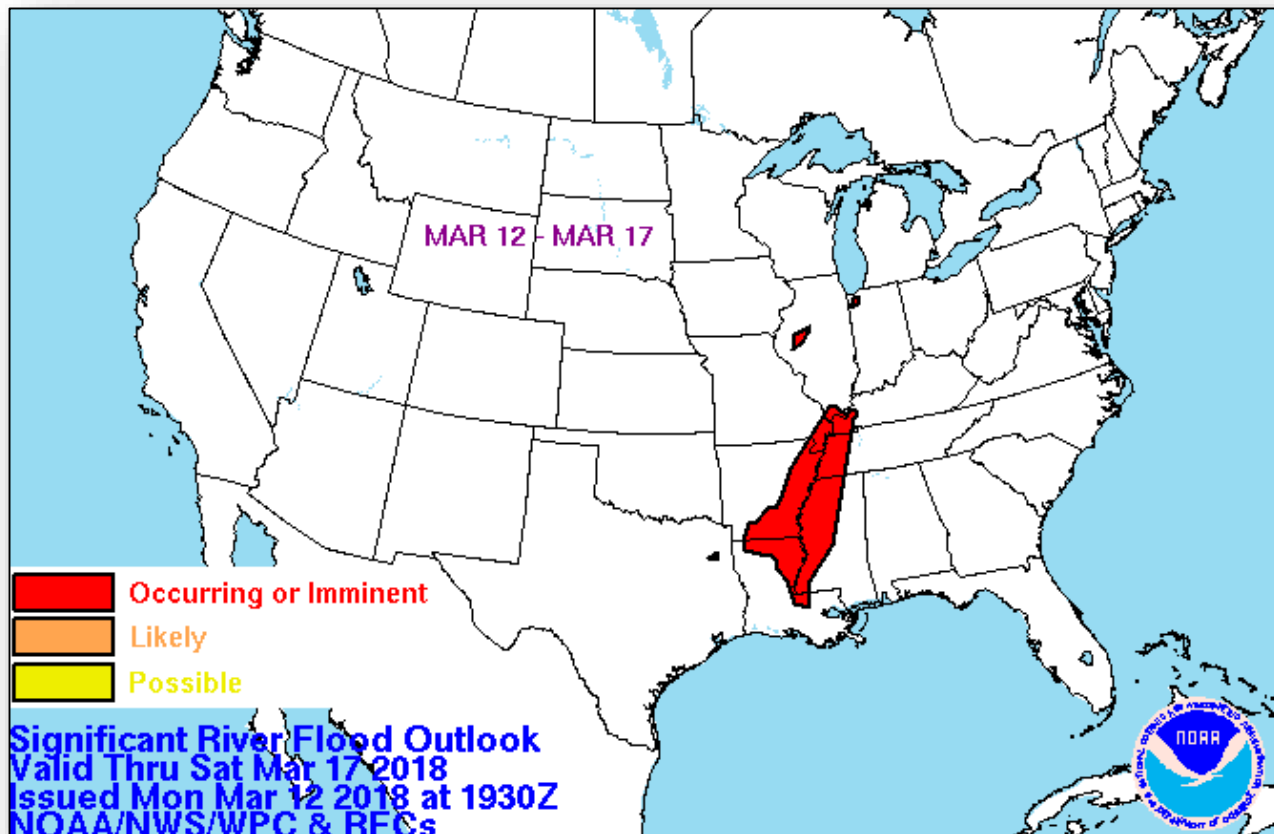 MAR 12 - MAR 17
Occurring or Imminent
Likely
Possible
Significant River Flood Outlook
Valid Thru Sat Mar 17 2018
Issued Mon Mar 12 2018 at 1930Z
NOAA/NWS/WPC & RFCs
NOAA